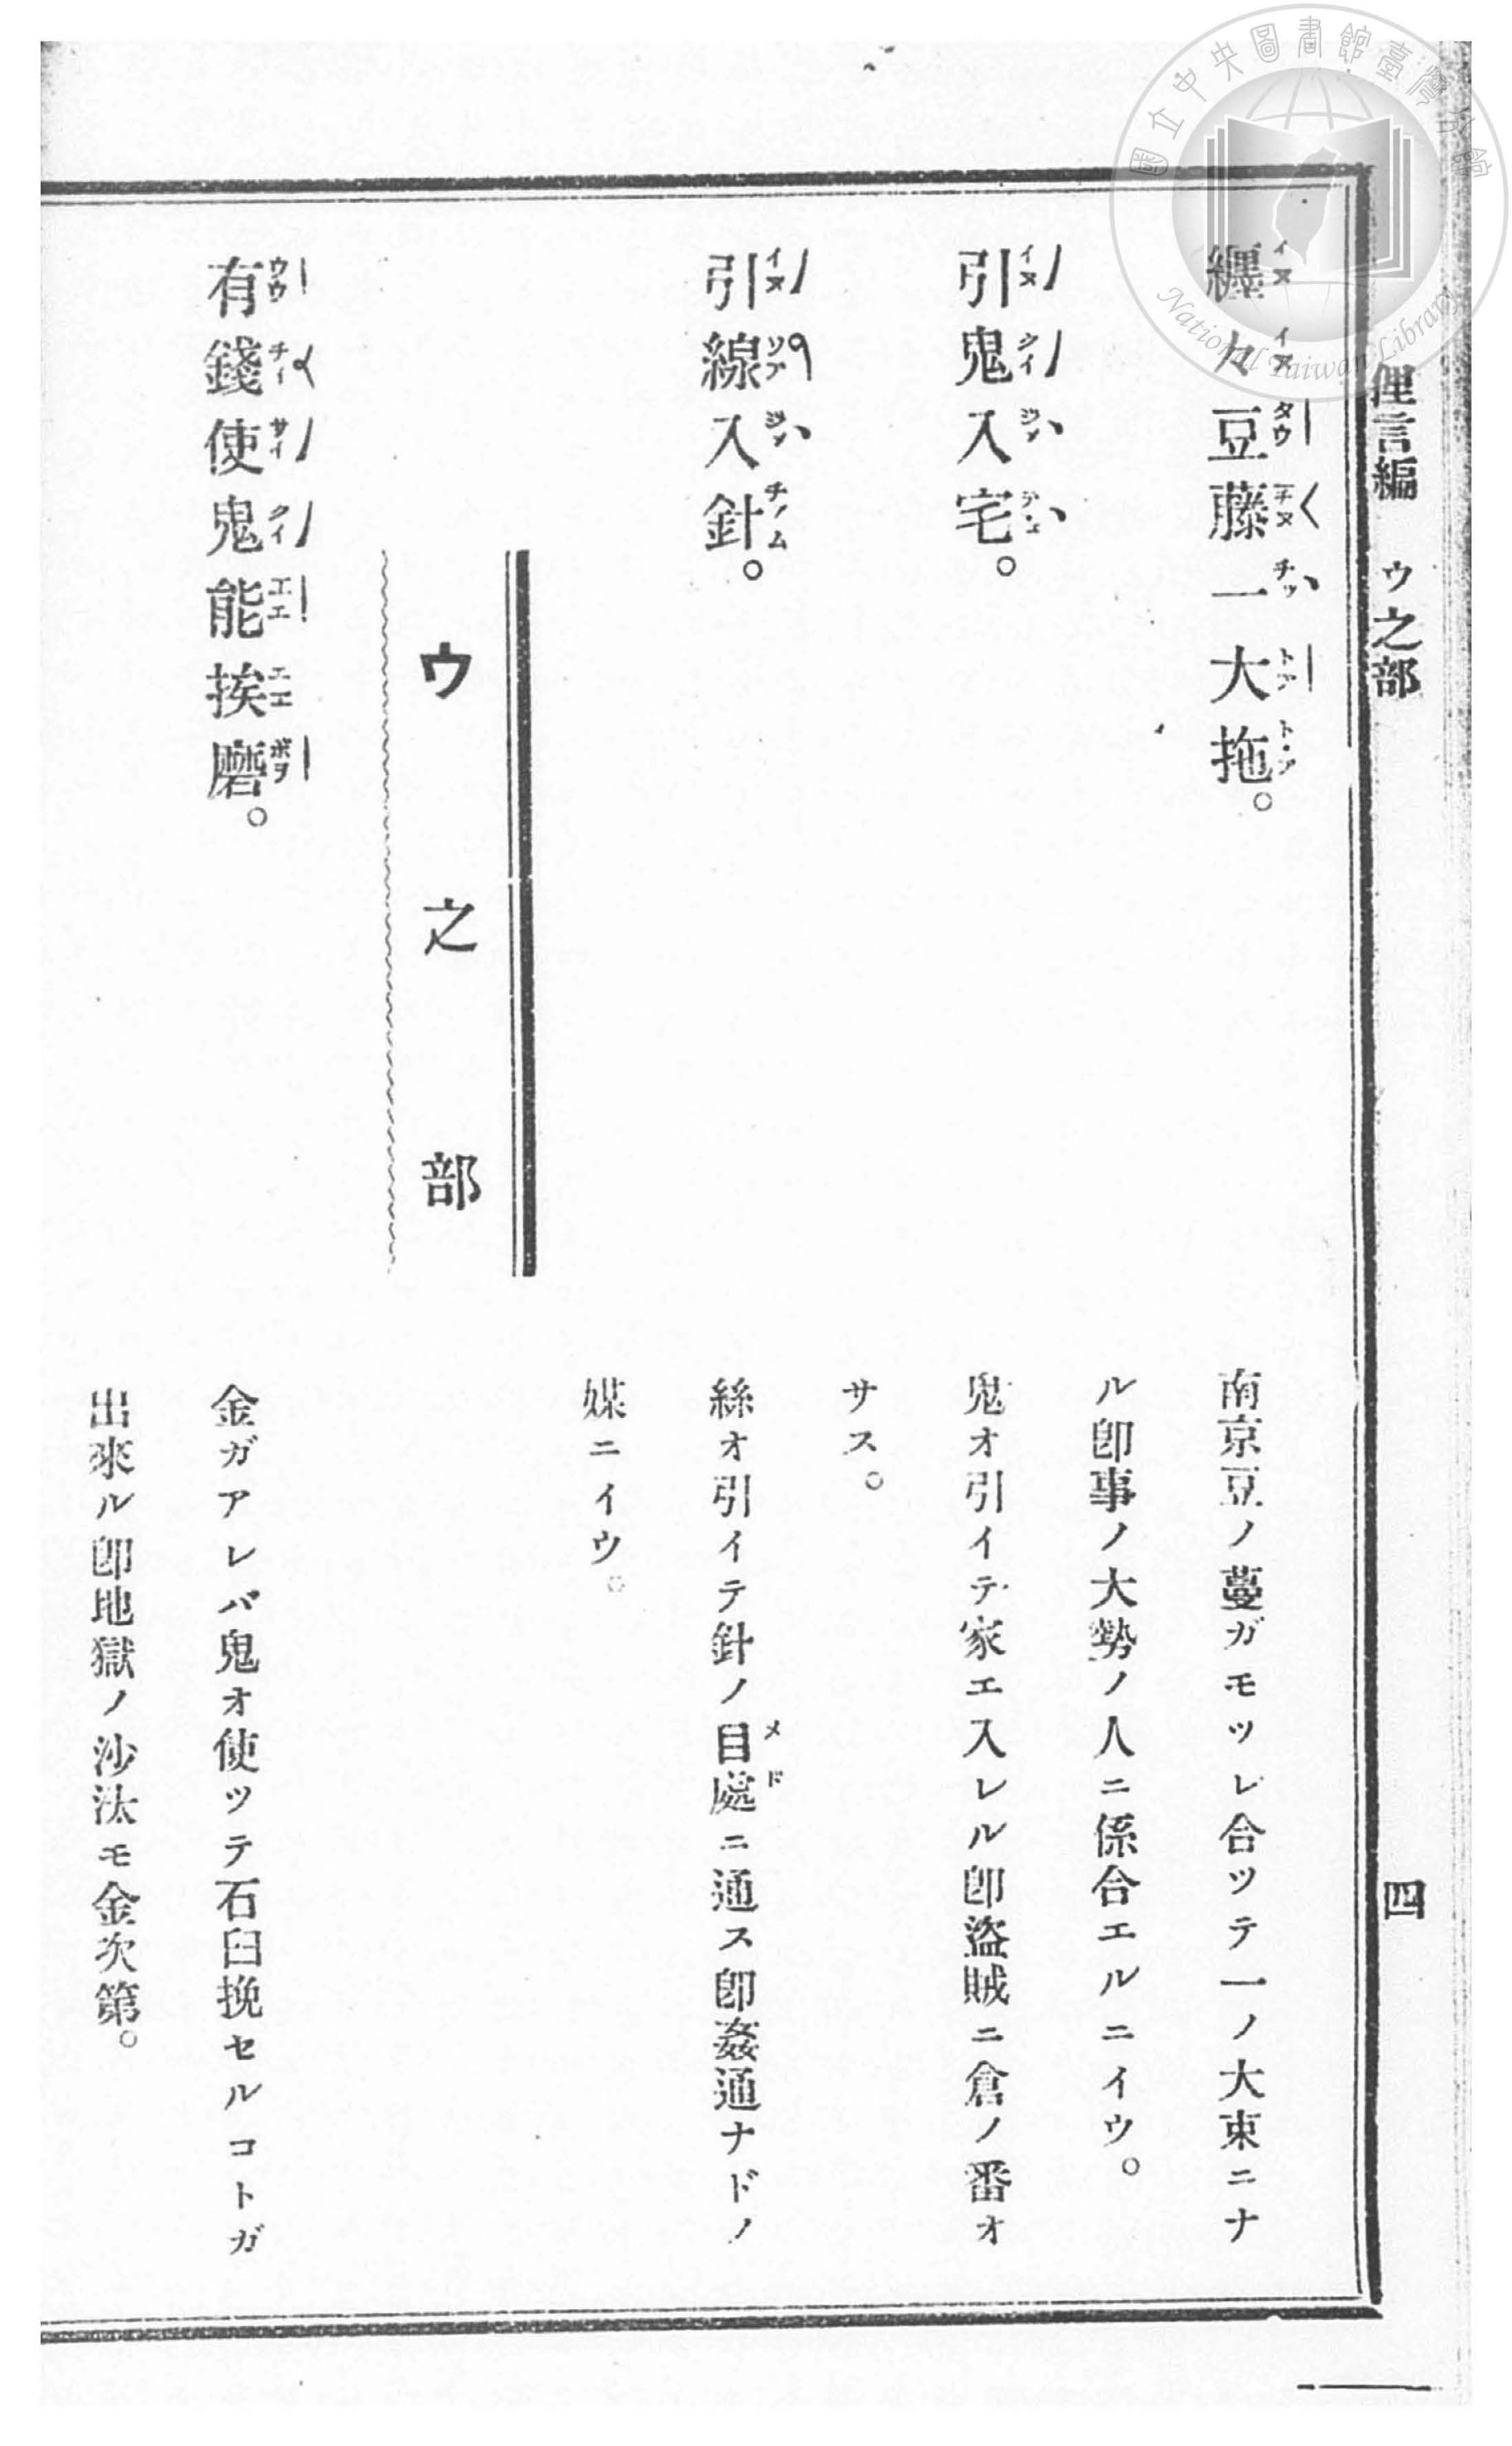 國立中央圖書館臺灣分館
National Taiwan Library
俚言編　ウ之部　四
纏々豆藤一大拖。
南京豆ノ蔓ガモツレ合ツテ一ノ大束ニナ
ル卽事ノ大勢ノ人ニ係合エルニイウ。
引鬼入宅。
鬼オ引イテ家エ入レル卽盜賊ニ倉ノ番オ
サス。
引線入針。
絲オ引イテ針ノ目處ニ通ス卽姦通ナドノ
メド
媒ニイウ。
ウ之部
有錢使鬼能挨磨。
金ガアレバ鬼オ使ツテ石臼挽セルコトガ
出來ル卽地獄ノ沙汰モ金次第。